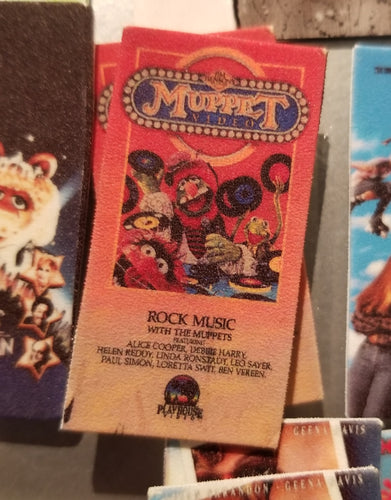 MUPPET
VIDEO
ROCK MUSIC
WITH THE MUPPETS
FEATURING
ALICE COOPER, DEBBIE HARRY,
HELEN REDDY, LINDA RONSTADT, LEO SAYER,
PAUL SIMON, LORETTA SWIT, BEN VEREEN.
PLAYHOUSE
VIDEO
GEENA DAVIS
GEENA DAVIS